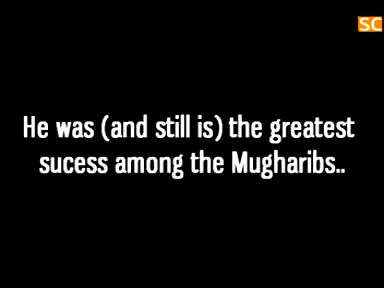 SC
He was (and still is) the greatest
sucess among the Mugharibs..